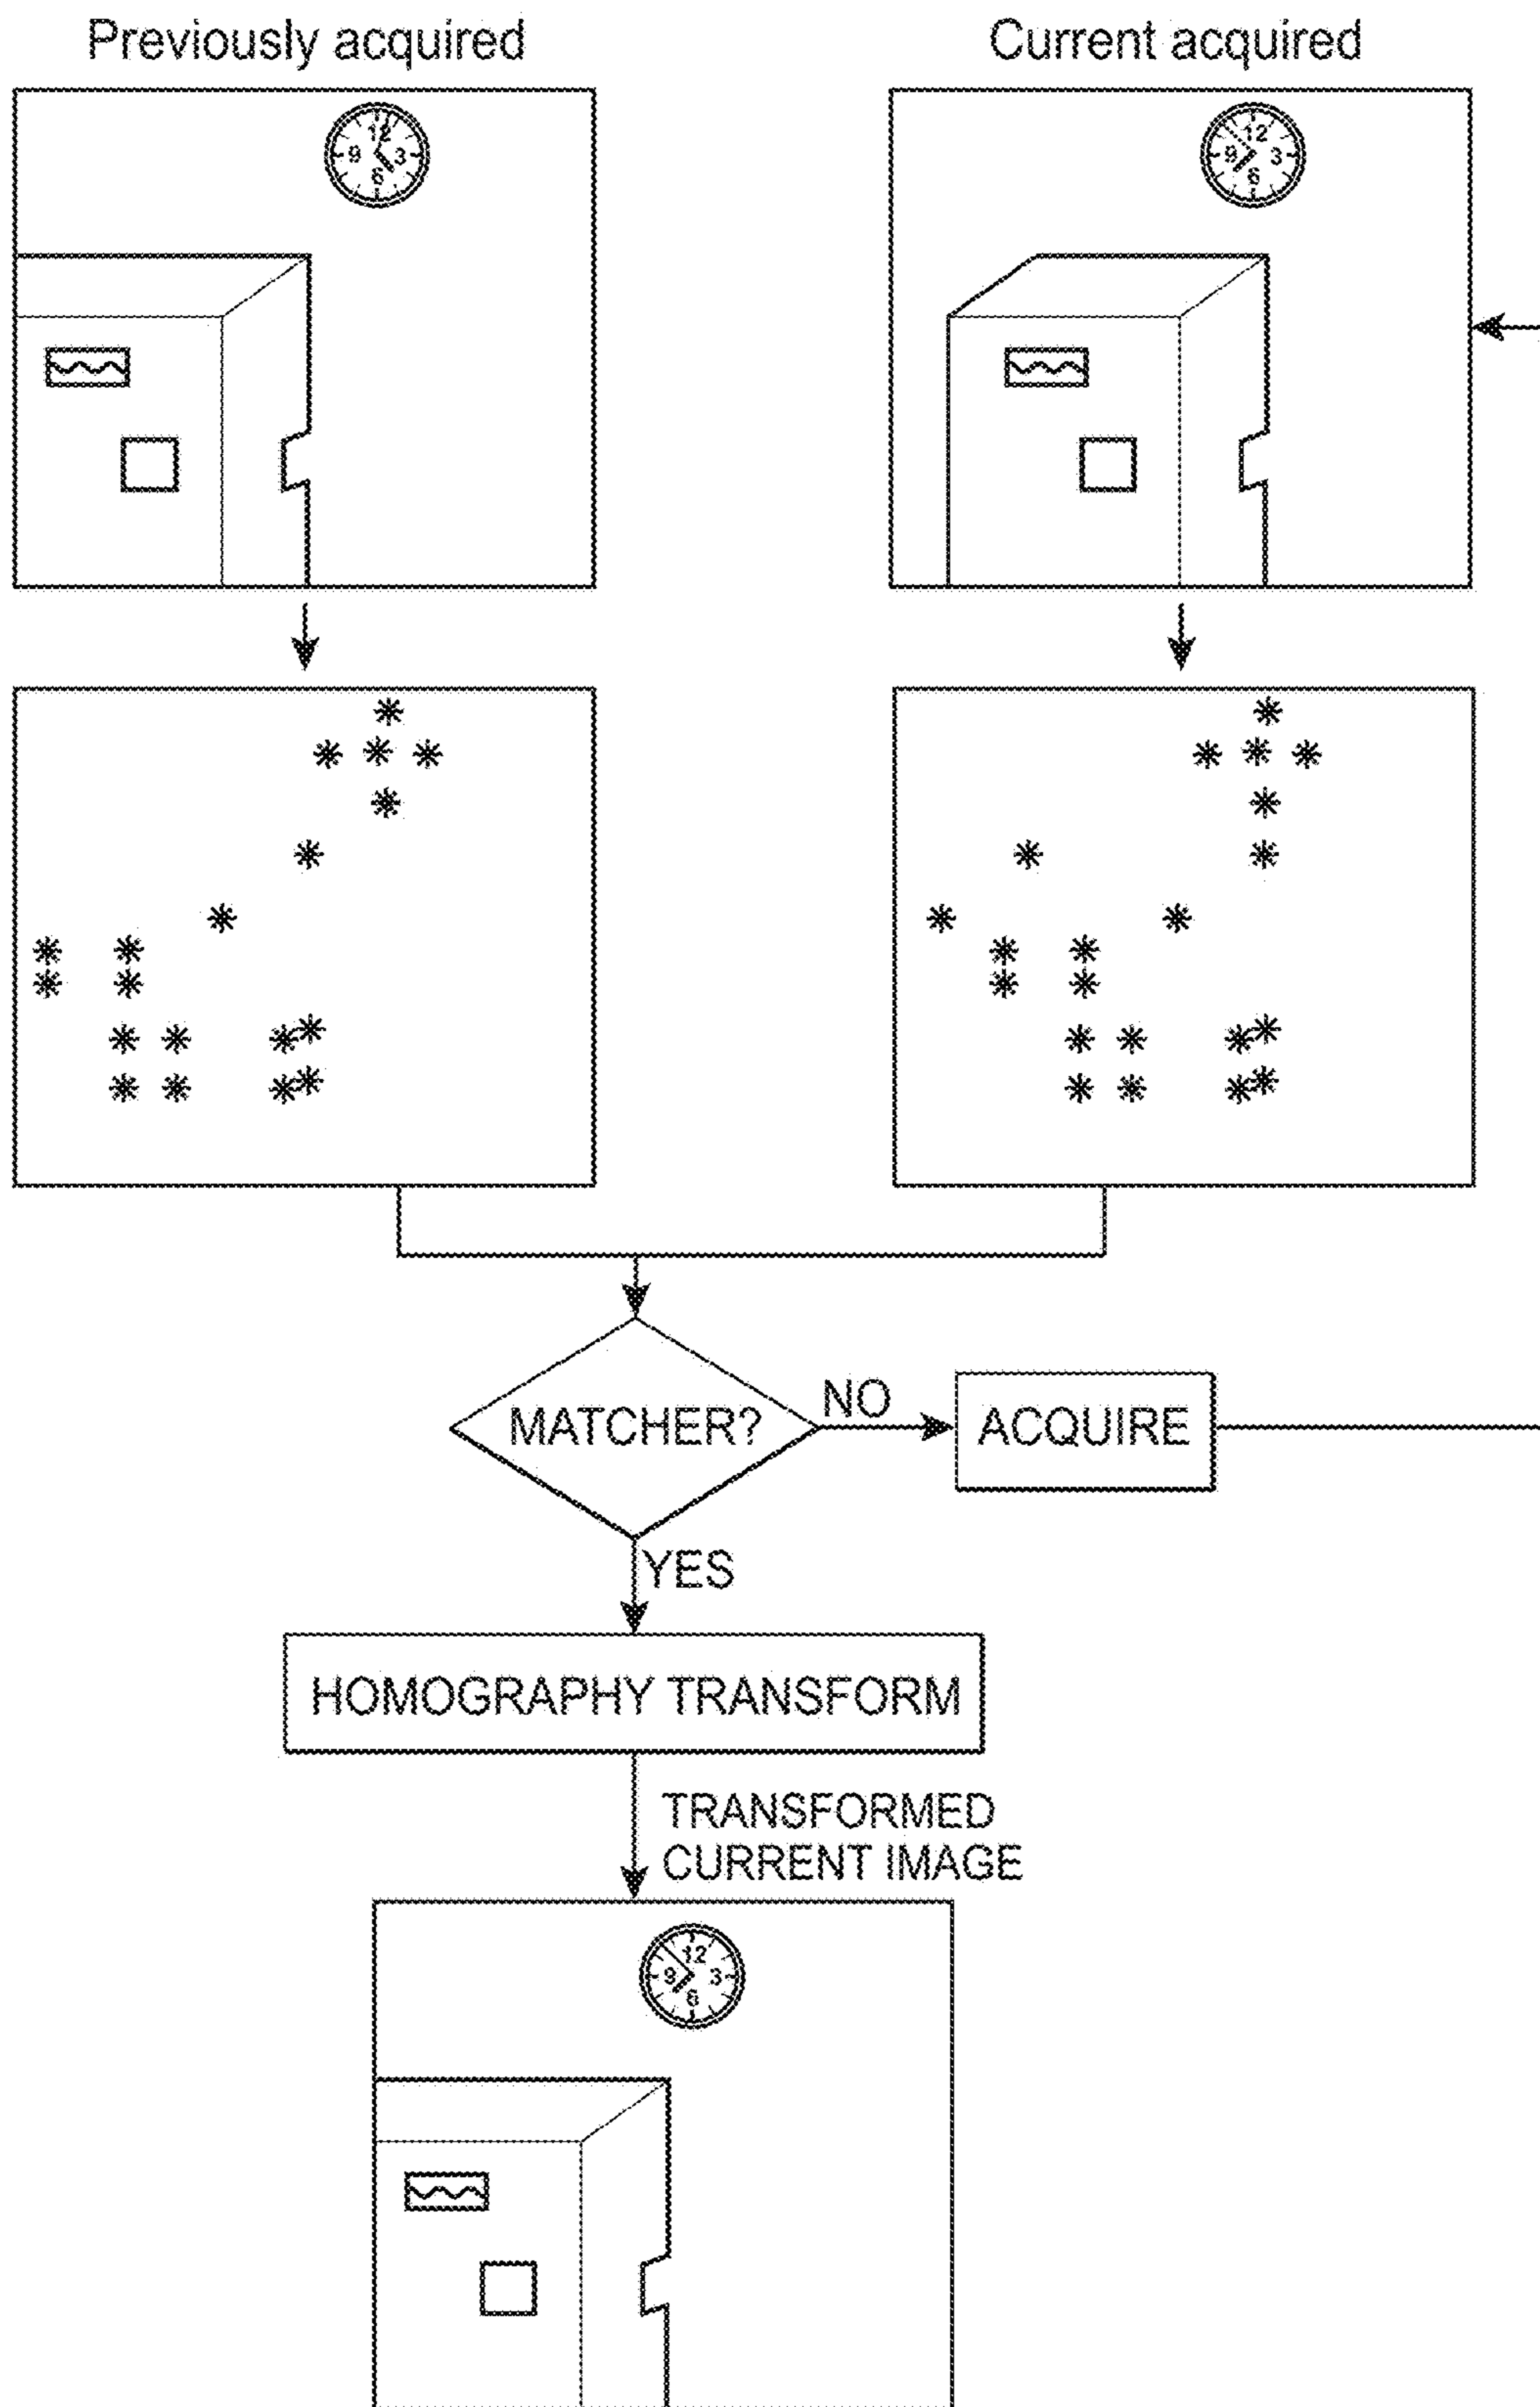 Previously acquired
Current acquired
12
9 3
6
12
9 3
6
MATCHER?
NO
ACQUIRE
YES
HOMOGRAPHY TRANSFORM
TRANSFORMED
CURRENT IMAGE
12
9 3
6